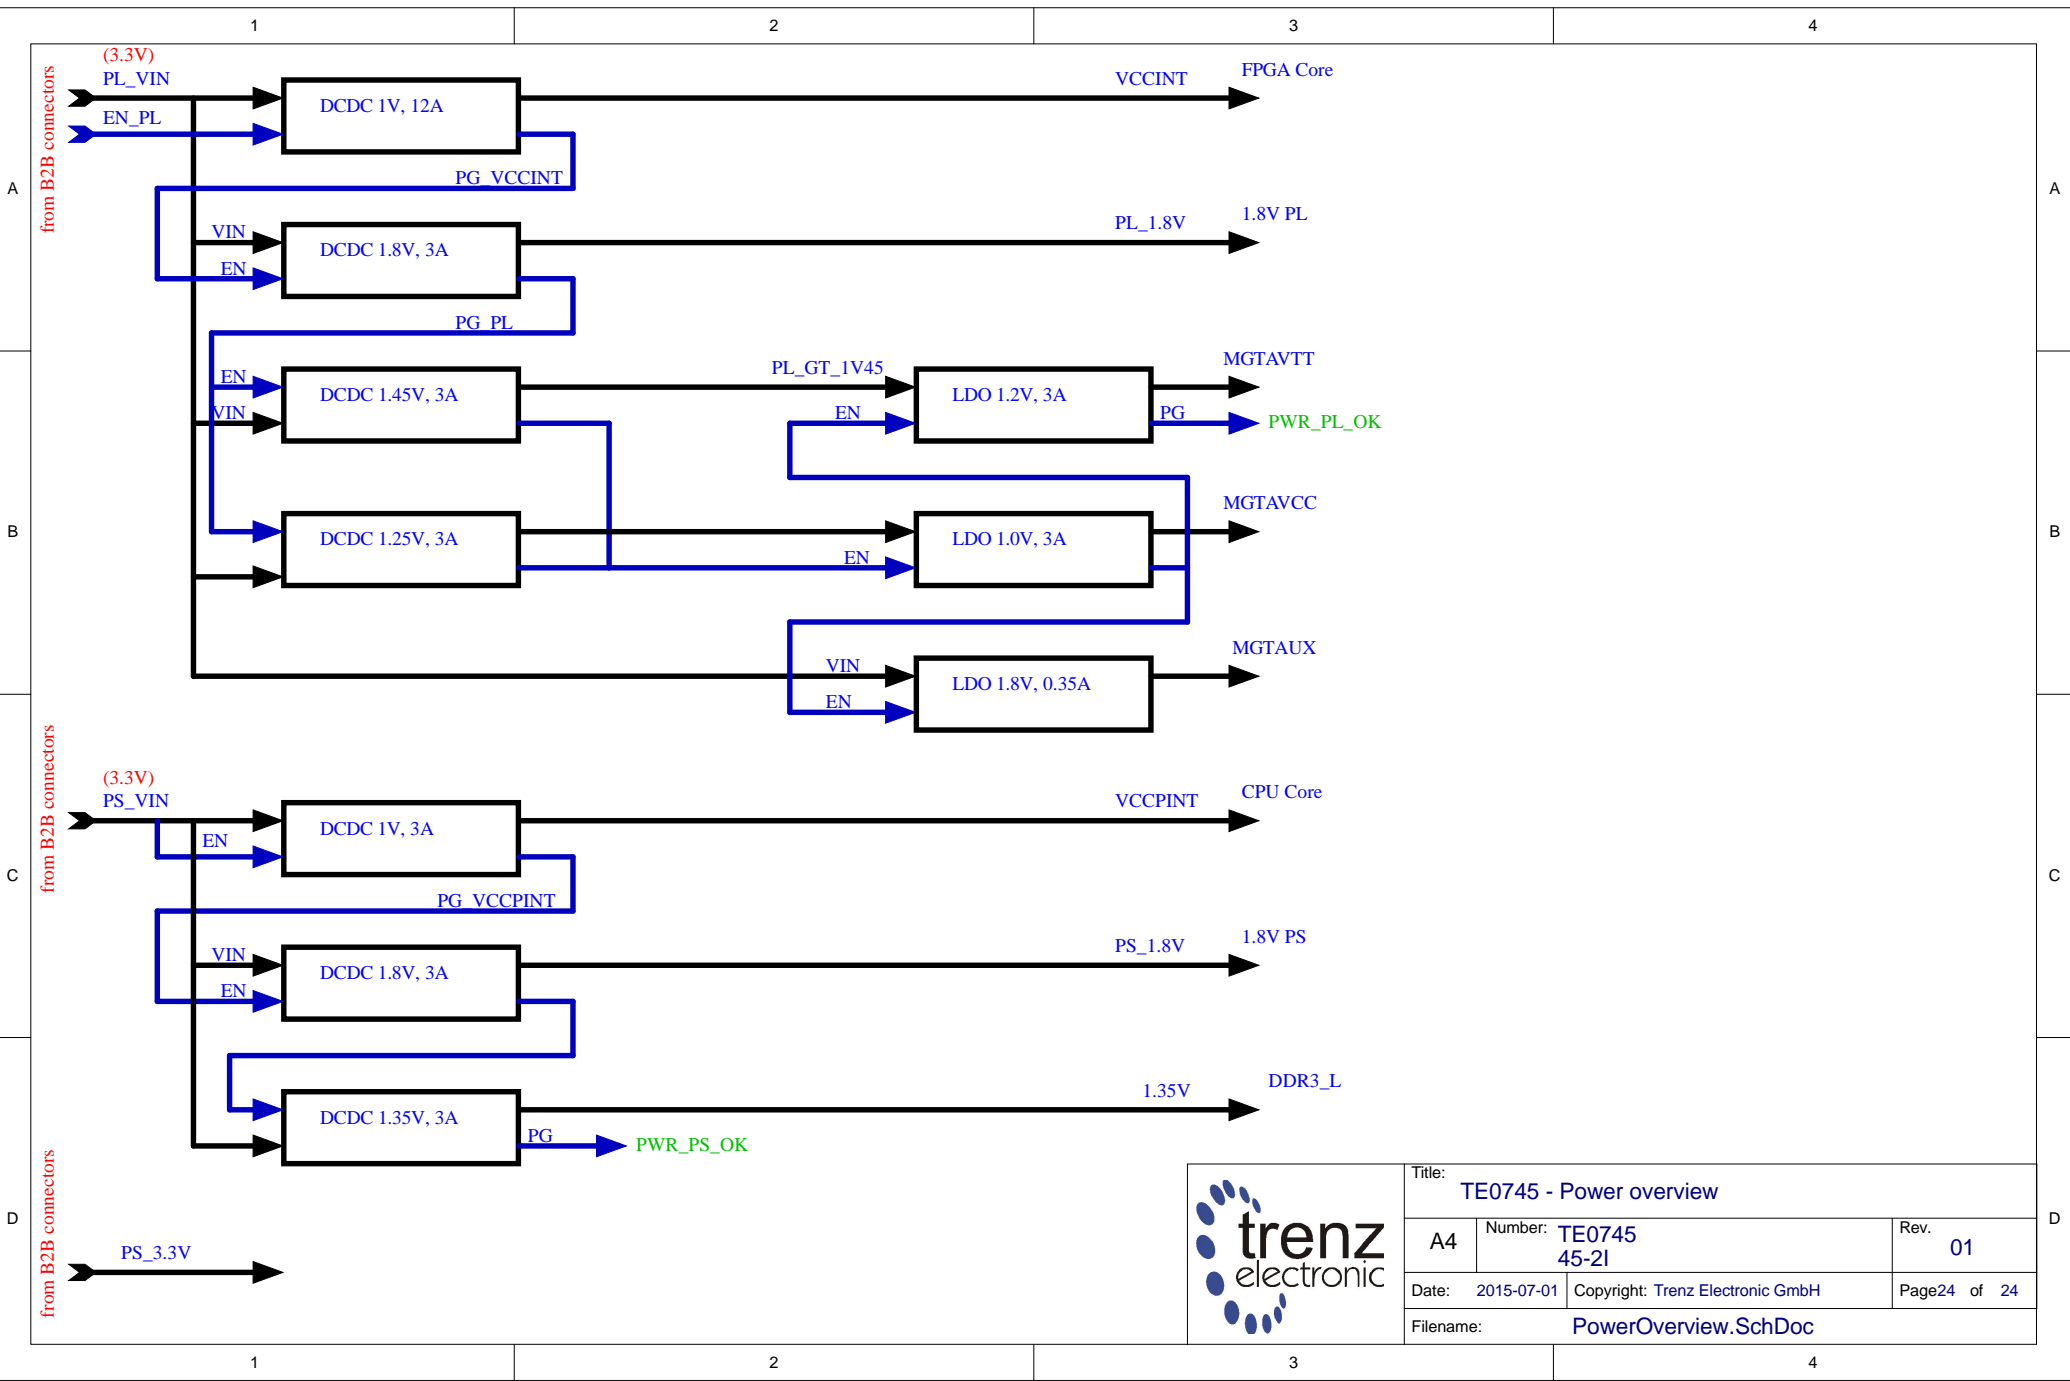 1 2 3 4
A
B
C
D
A
B
C
D
from B2B connectors
(3.3V)
PL_VIN
EN_PL
DCDC 1V, 12A
VCCINT
FPGA Core
PG_VCCINT
VIN
EN
DCDC 1.8V, 3A
PL_1.8V
1.8V PL
PG_PL
EN
VIN
DCDC 1.45V, 3A
PL_GT_1V45
EN
LDO 1.2V, 3A
MGTAVTT
PG
PWR_PL_OK
DCDC 1.25V, 3A
EN
LDO 1.0V, 3A
MGTAVCC
VIN
EN
LDO 1.8V, 0.35A
MGTAUX
from B2B connectors
(3.3V)
PS_VIN
EN
DCDC 1V, 3A
VCCPINT
CPU Core
PG_VCCPINT
VIN
EN
DCDC 1.8V, 3A
PS_1.8V
1.8V PS
DCDC 1.35V, 3A
1.35V
DDR3_L
PG
PWR_PS_OK
from B2B connectors
PS_3.3V
trenz
electronic
Title:
TE0745 - Power overview
A4
Number: TE0745
45-2I
Rev.
01
Date: 2015-07-01
Copyright: Trenz Electronic GmbH
Page24 of 24
Filename: PowerOverview.SchDoc
1 2 3 4